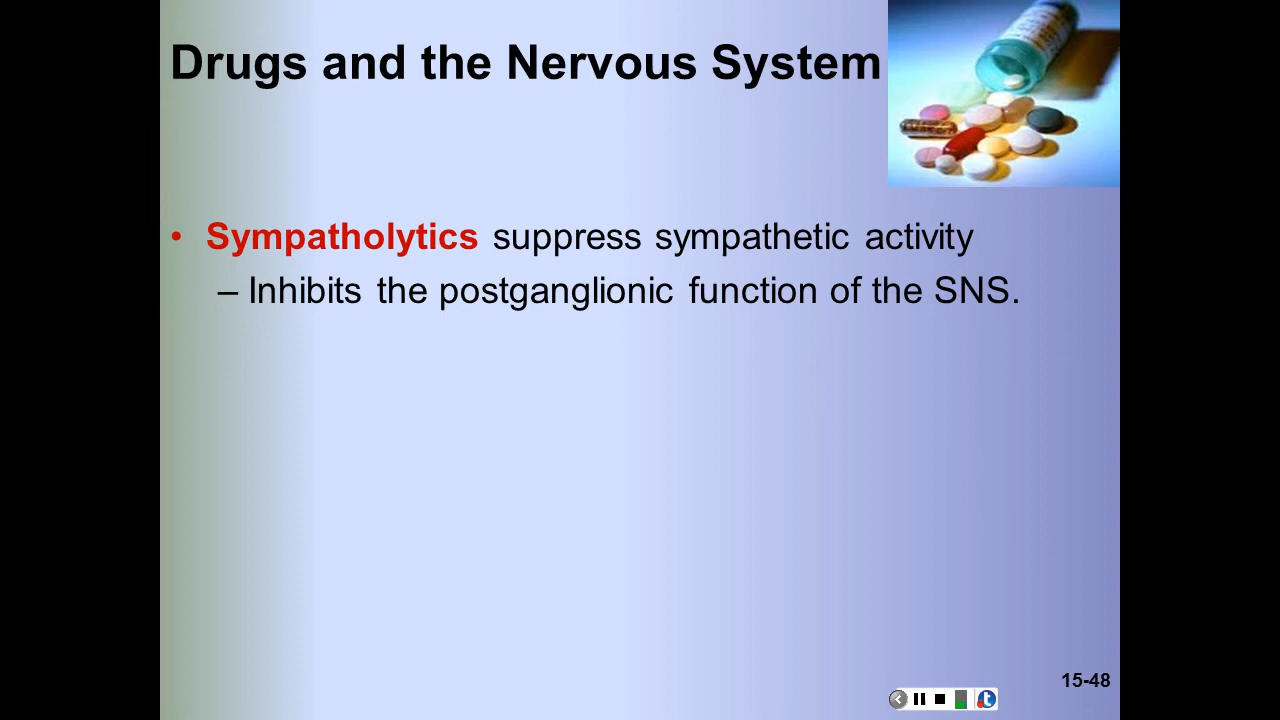 Drugs and the Nervous System
• Sympatholytics suppress sympathetic activity
– Inhibits the postganglionic function of the SNS.
15-48
t